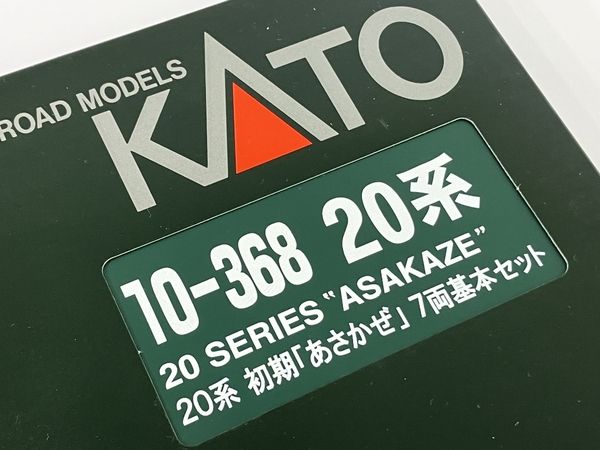 ROAD MODELS
KATO
10-368 20系
20 SERIES "ASAKAZE"
20系 初期「あさかぜ」7両基本セット